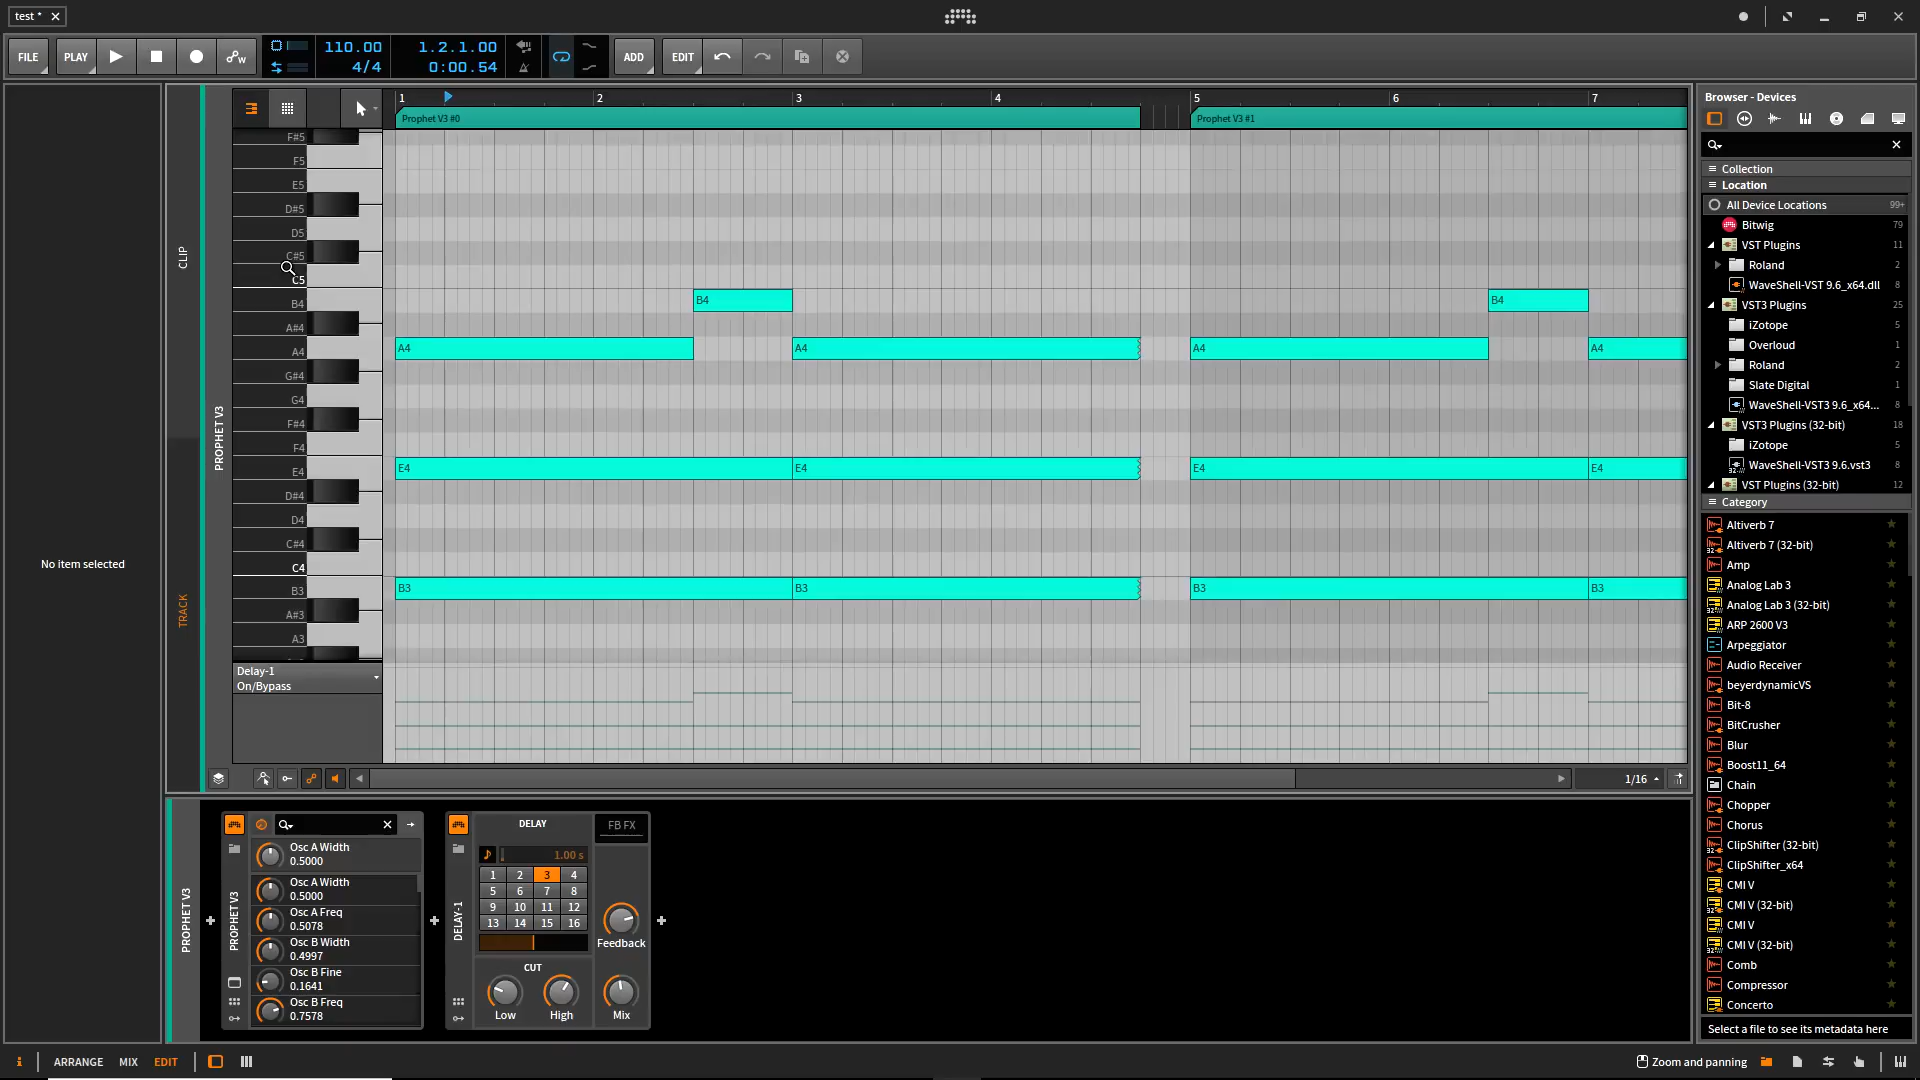 test *
FILE
PLAY
110.00
4/4
1.2.1.00
0:00.54
ADD
EDIT
1
2
3
4
5
6
7
Prophet V3 #0
Prophet V3 #1
CLIP
TRACK
PROPHET V3
No item selected
F#5
F5
E5
D#5
D5
C#5
C5
B4
A#4
A4
G#4
G4
F#4
F4
E4
D#4
D4
C#4
C4
B3
A#3
A3
B4
B4
A4
A4
A4
A4
E4
E4
E4
E4
B3
B3
B3
B3
Delay-1
On/Bypass
1/16
PROPHET V3
PROPHET V3
Osc A Width
0.5000
Osc A Width
0.5000
Osc A Freq
0.5078
Osc B Width
0.4997
Osc B Fine
0.1641
Osc B Freq
0.7578
DELAY-1
DELAY
FB FX
1.00 s
1 2 3 4
5 6 7 8
9 10 11 12
13 14 15 16
CUT
Low
High
Feedback
Mix
Browser - Devices
Collection
Location
All Device Locations 99+
Bitwig 79
VST Plugins 11
Roland 2
WaveShell-VST 9.6_x64.dll 8
VST3 Plugins 25
iZotope 5
Overloud 1
Roland 2
Slate Digital 1
WaveShell-VST3 9.6_x64... 8
VST3 Plugins (32-bit) 18
iZotope 5
WaveShell-VST3 9.6.vst3 8
VST Plugins (32-bit) 12
Category
Altiverb 7
Altiverb 7 (32-bit)
Amp
Analog Lab 3
Analog Lab 3 (32-bit)
ARP 2600 V3
Arpeggiator
Audio Receiver
beyerdynamicVS
Bit-8
BitCrusher
Blur
Boost11_64
Chain
Chopper
Chorus
ClipShifter (32-bit)
ClipShifter_x64
CMI V
CMI V (32-bit)
CMI V
CMI V (32-bit)
Comb
Compressor
Concerto
Select a file to see its metadata here
i
ARRANGE
MIX
EDIT
Zoom and panning